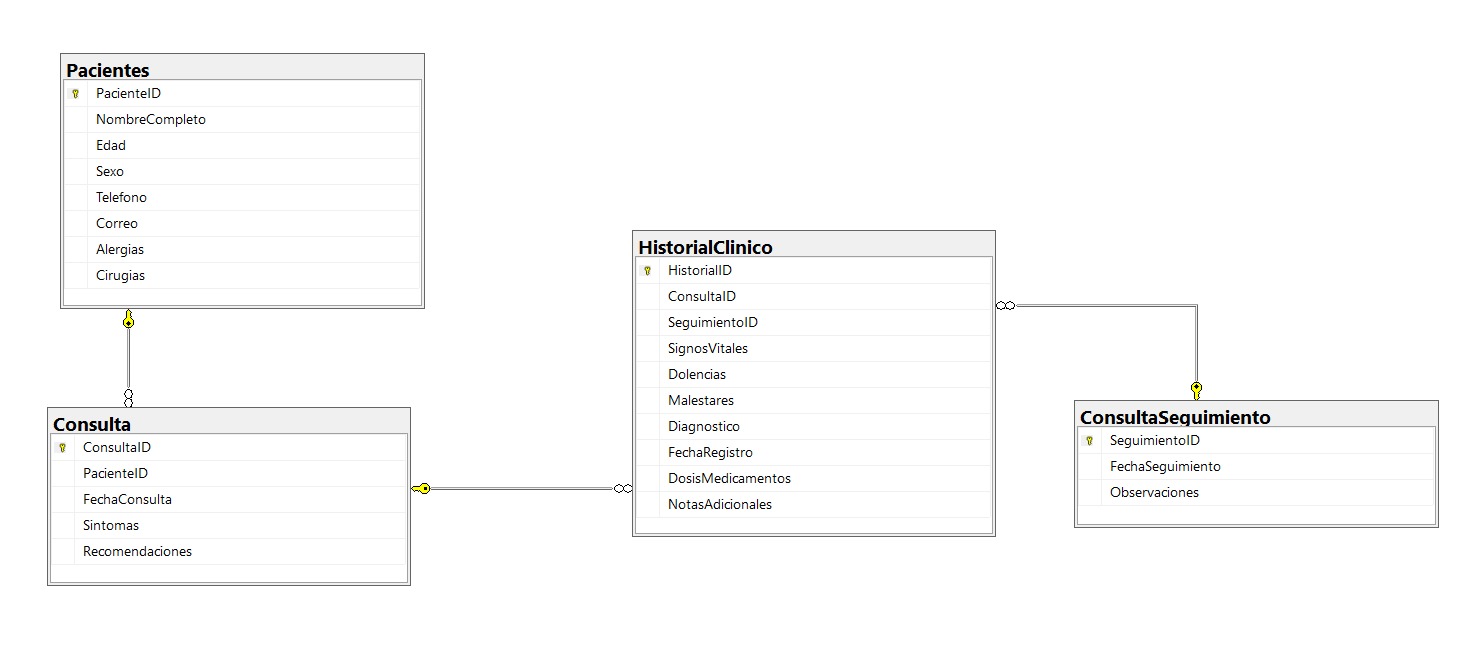 Pacientes
PacienteID
NombreCompleto
Edad
Sexo
Telefono
Correo
Alergias
Cirugias
Consulta
ConsultaID
PacienteID
FechaConsulta
Sintomas
Recomendaciones
HistorialClinico
HistorialID
ConsultaID
SeguimientoID
SignosVitales
Dolencias
Malestares
Diagnostico
FechaRegistro
DosisMedicamentos
NotasAdicionales
ConsultaSeguimiento
SeguimientoID
FechaSeguimiento
Observaciones